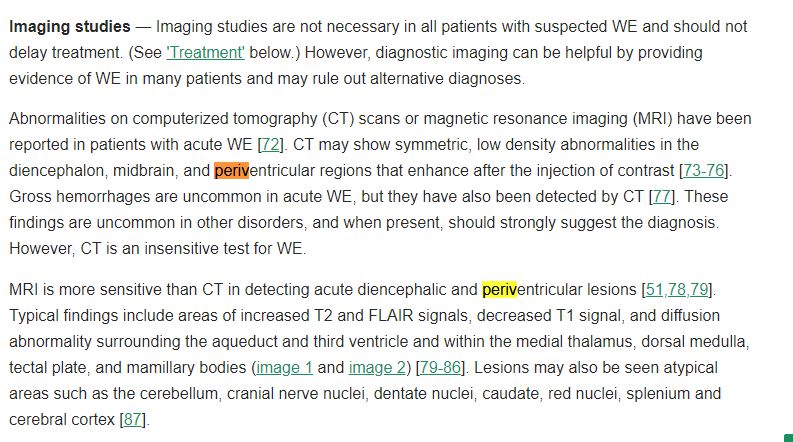 Imaging studies — Imaging studies are not necessary in all patients with suspected WE and should not
delay treatment. (See 'Treatment' below.) However, diagnostic imaging can be helpful by providing
evidence of WE in many patients and may rule out alternative diagnoses.
Abnormalities on computerized tomography (CT) scans or magnetic resonance imaging (MRI) have been
reported in patients with acute WE [72]. CT may show symmetric, low density abnormalities in the
diencephalon, midbrain, and periventricular regions that enhance after the injection of contrast [73-76].
Gross hemorrhages are uncommon in acute WE, but they have also been detected by CT [77]. These
findings are uncommon in other disorders, and when present, should strongly suggest the diagnosis.
However, CT is an insensitive test for WE.
MRI is more sensitive than CT in detecting acute diencephalic and periventricular lesions [51,78,79].
Typical findings include areas of increased T2 and FLAIR signals, decreased T1 signal, and diffusion
abnormality surrounding the aqueduct and third ventricle and within the medial thalamus, dorsal medulla,
tectal plate, and mamillary bodies (image 1 and image 2) [79-86]. Lesions may also be seen atypical
areas such as the cerebellum, cranial nerve nuclei, dentate nuclei, caudate, red nuclei, splenium and
cerebral cortex [87].